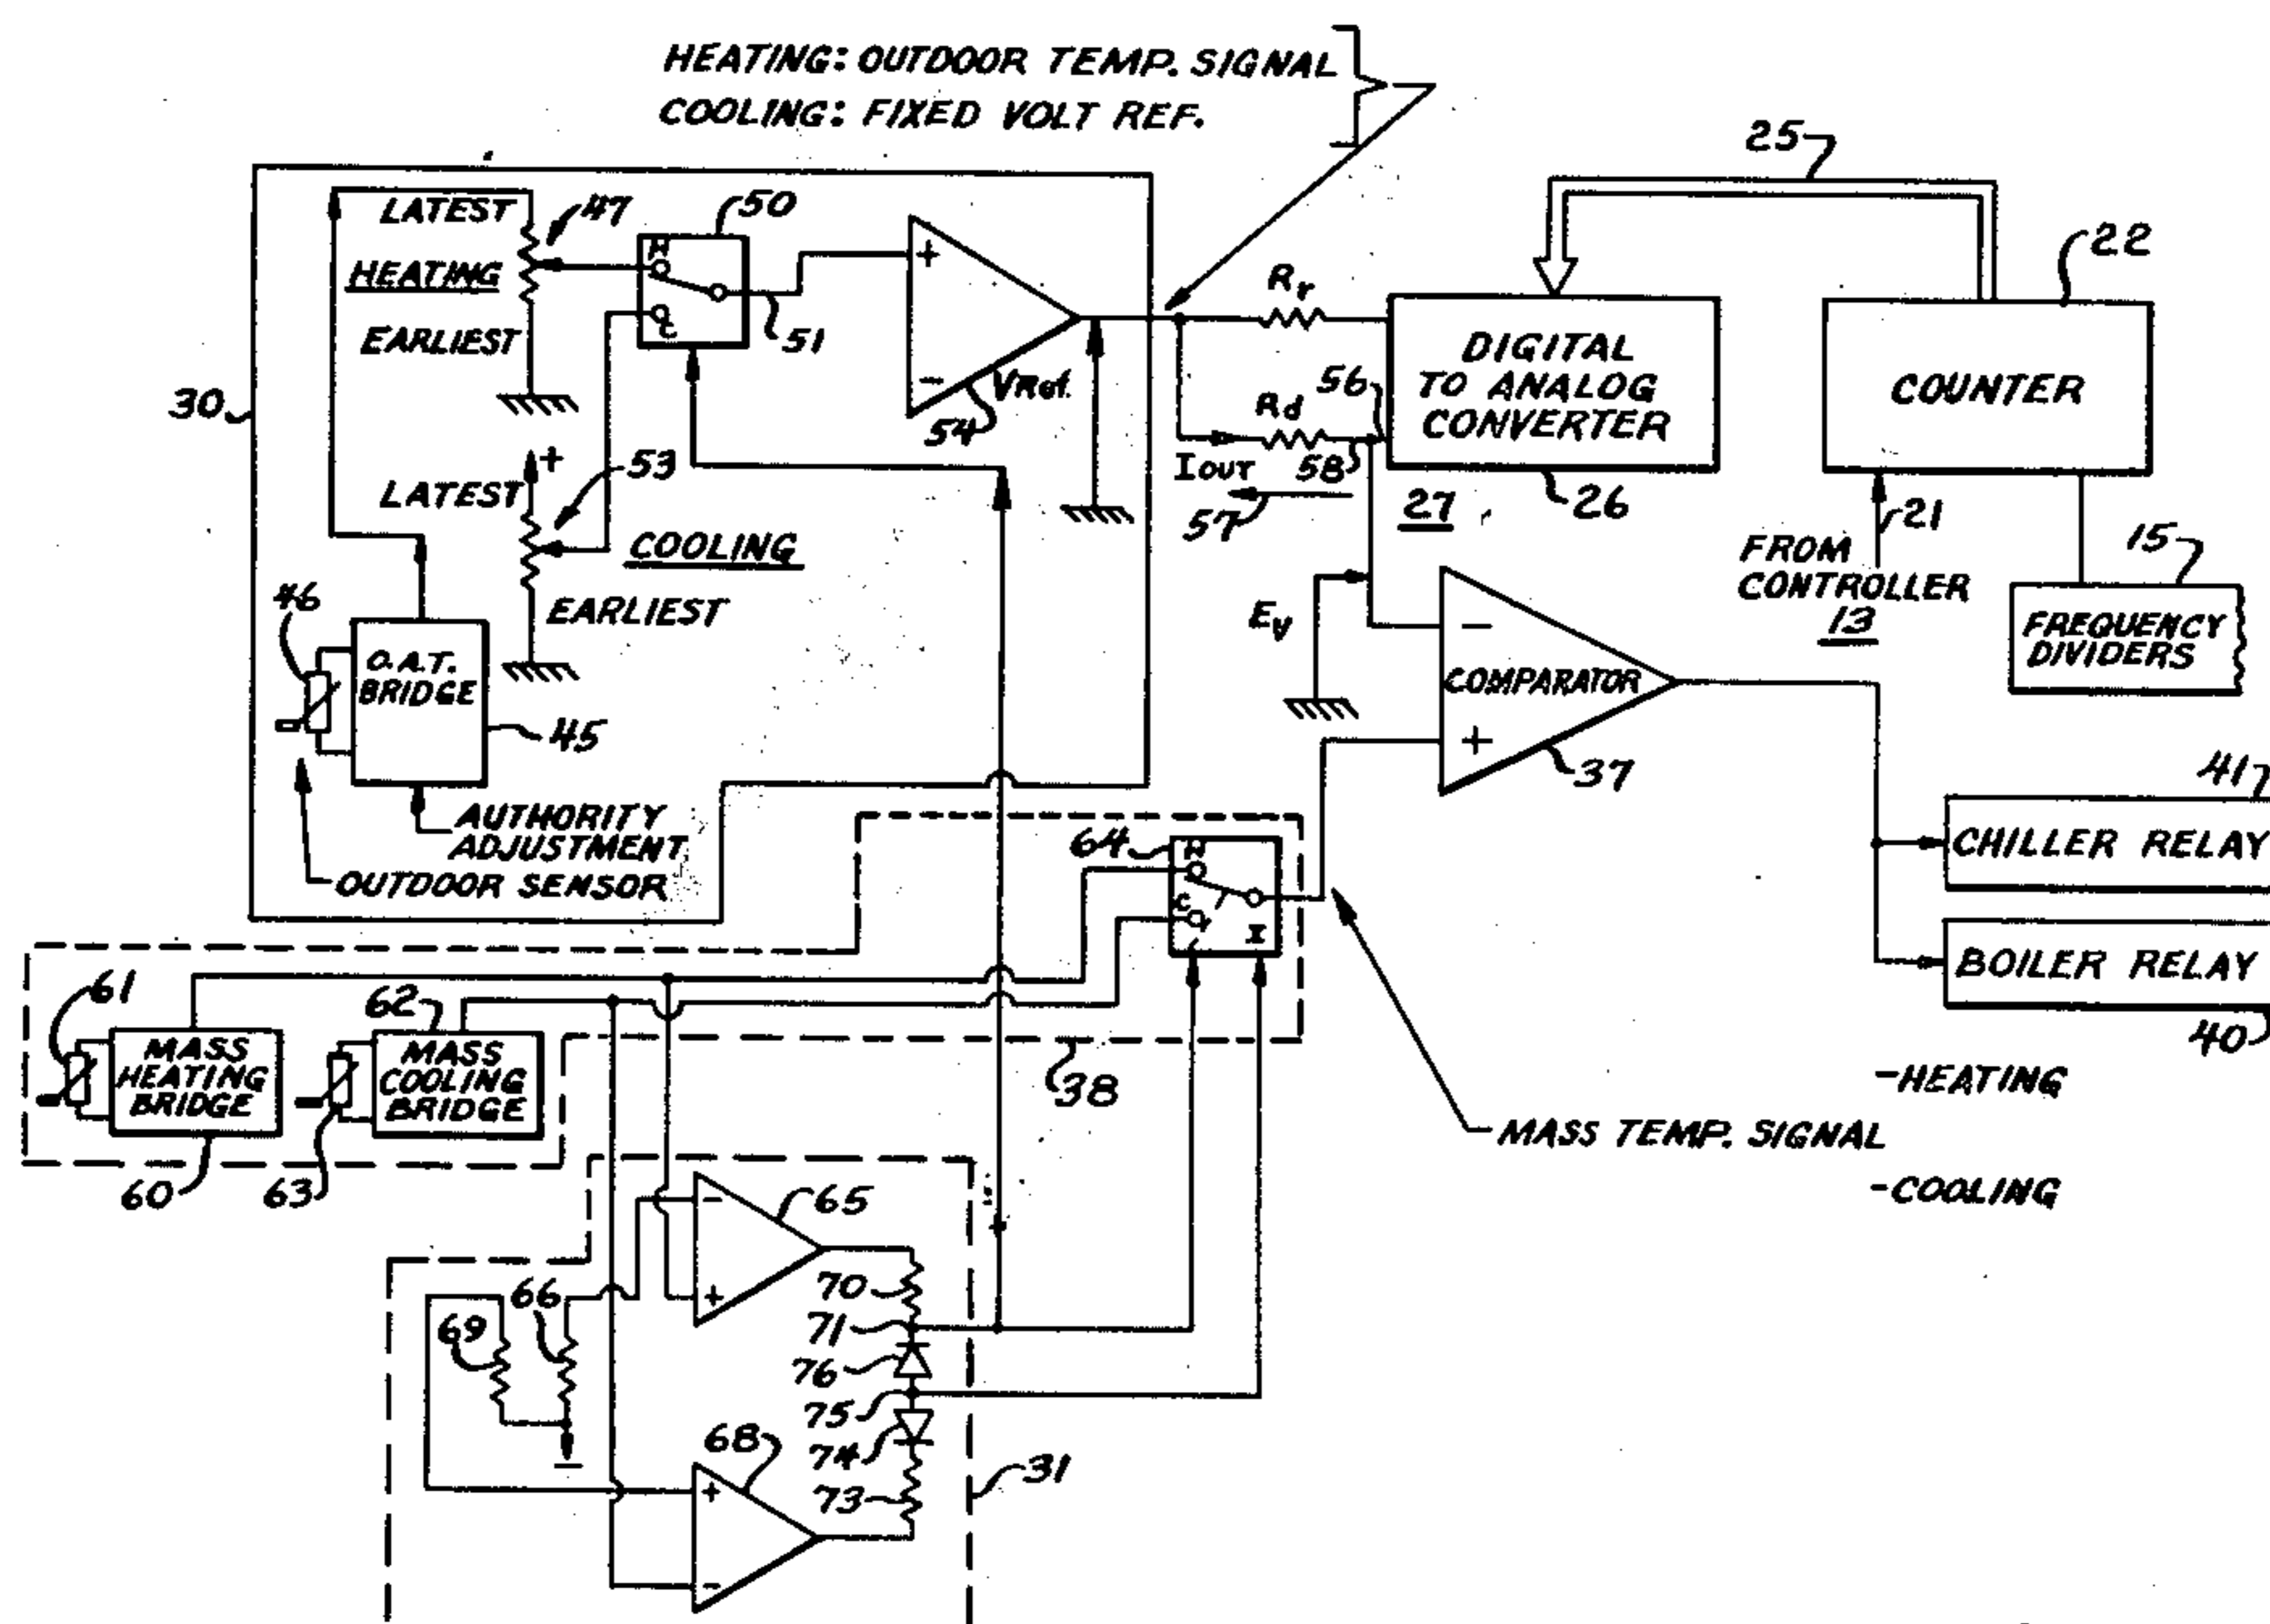 HEATING: OUTDOOR TEMP. SIGNAL
COOLING: FIXED VOLT REF.
25
LATEST
47
50
22
HEATING
H
C
+
-
51
EARLIEST
VRef.
54
Rr
Rd
56
DIGITAL
TO ANALOG
CONVERTER
COUNTER
30
IOUT
58
57
27
26
21
+
LATEST
53
COOLING
EARLIEST
FROM
CONTROLLER
13
15
FREQUENCY
DIVIDERS
46
O.A.T.
BRIDGE
45
Ev
-
COMPARATOR
+
37
AUTHORITY
ADJUSTMENT
OUTDOOR SENSOR
64
H
C
I
41
CHILLER RELAY
BOILER RELAY
40
61
62
MASS
HEATING
BRIDGE
MASS
COOLING
BRIDGE
60
63
38
-HEATING
MASS TEMP. SIGNAL
-COOLING
65
-
+
70
66
69
71
76
75
74
73
68
+
-
-
31